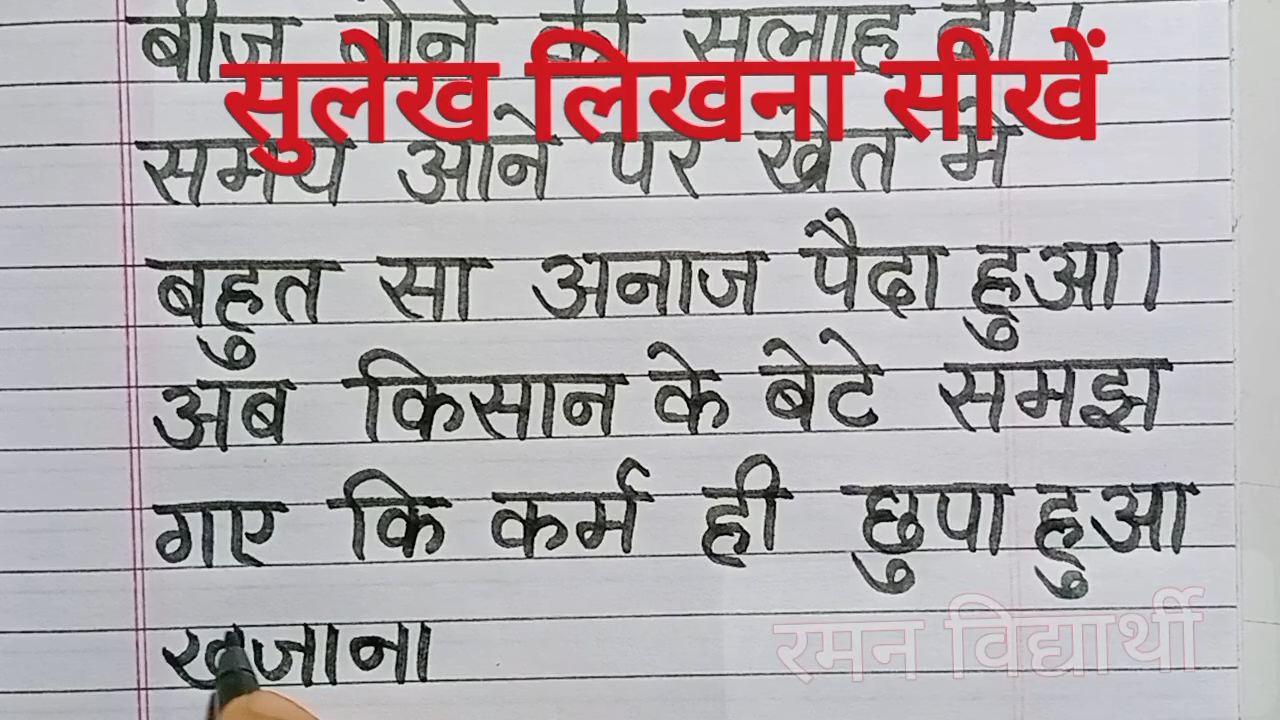 बीज बोने की सलाह दी।
सुलेख लिखना सीखें
समय आने पर खेत में
बहुत सा अनाज पैदा हुआ।
अब किसान के बेटे समझ
गए कि कर्म ही छुपा हुआ
खजाना
रमन विद्यार्थी